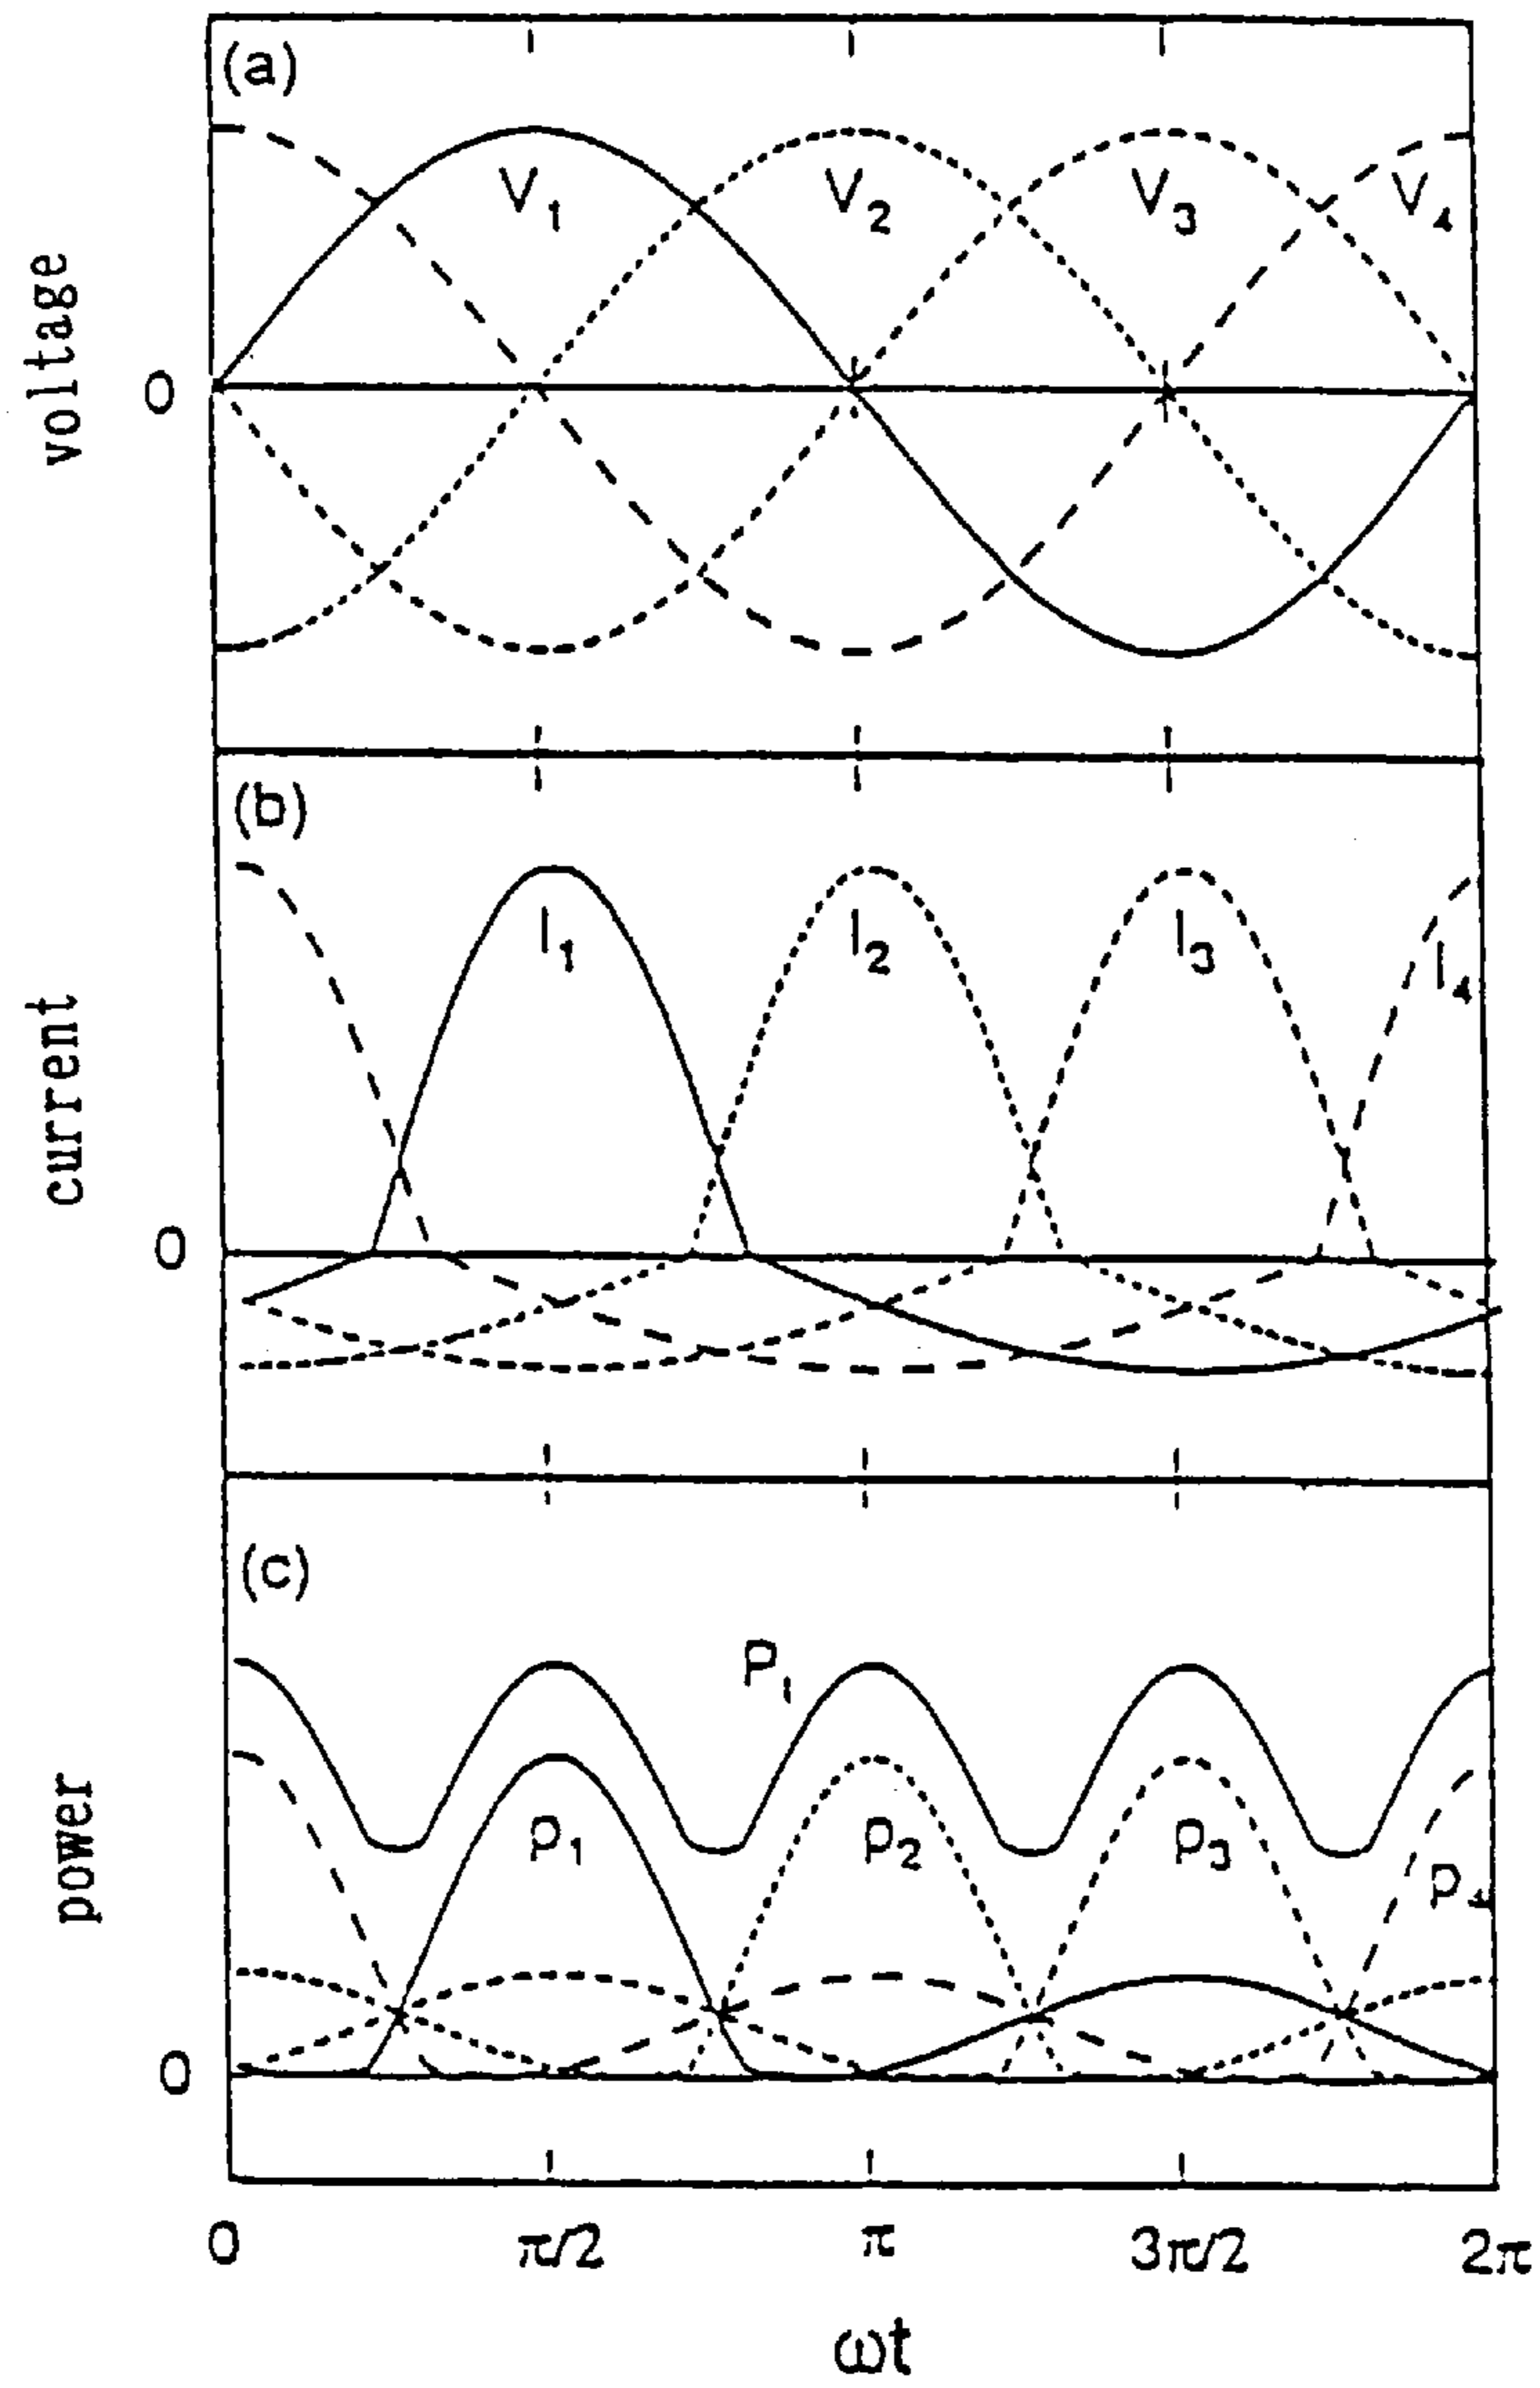 (a)
V1 V2 V3 V4
voltage
0
(b)
I1 I2 I3 I4
current
0
(c)
P
P1 P2 P3 P4
power
0
0 π/2 π 3π/2 2π
ωt